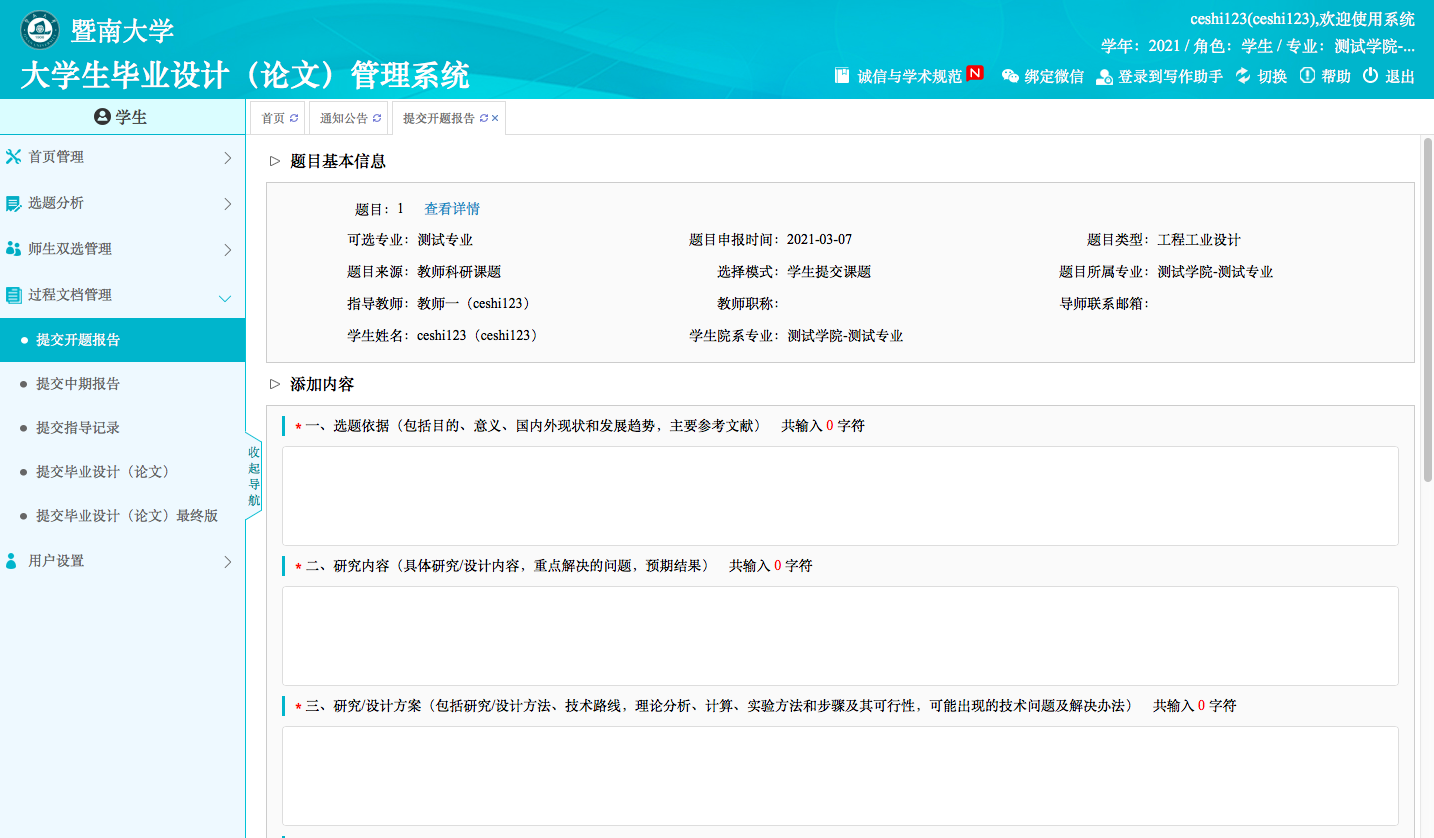 暨南大学
大学生毕业设计（论文）管理系统
ceshi123(ceshi123),欢迎使用系统
学年：2021 / 角色：学生 / 专业：测试学院-...
诚信与学术规范 N 绑定微信 登录到写作助手 切换 帮助 退出
学生
首页管理
选题分析
师生双选管理
过程文档管理
提交开题报告
提交中期报告
提交指导记录
提交毕业设计（论文）
提交毕业设计（论文）最终版
用户设置
收起导航
首页 通知公告 提交开题报告
题目基本信息
题目：1 查看详情
可选专业：测试专业 题目申报时间：2021-03-07 题目类型：工程工业设计
题目来源：教师科研课题 选择模式：学生提交课题 题目所属专业：测试学院-测试专业
指导教师：教师一（ceshi123） 教师职称： 导师联系邮箱：
学生姓名：ceshi123（ceshi123） 学生院系专业：测试学院-测试专业
添加内容
* 一、选题依据（包括目的、意义、国内外现状和发展趋势，主要参考文献） 共输入 0 字符
* 二、研究内容（具体研究/设计内容，重点解决的问题，预期结果） 共输入 0 字符
* 三、研究/设计方案（包括研究/设计方法、技术路线，理论分析、计算、实验方法和步骤及其可行性，可能出现的技术问题及解决办法） 共输入 0 字符